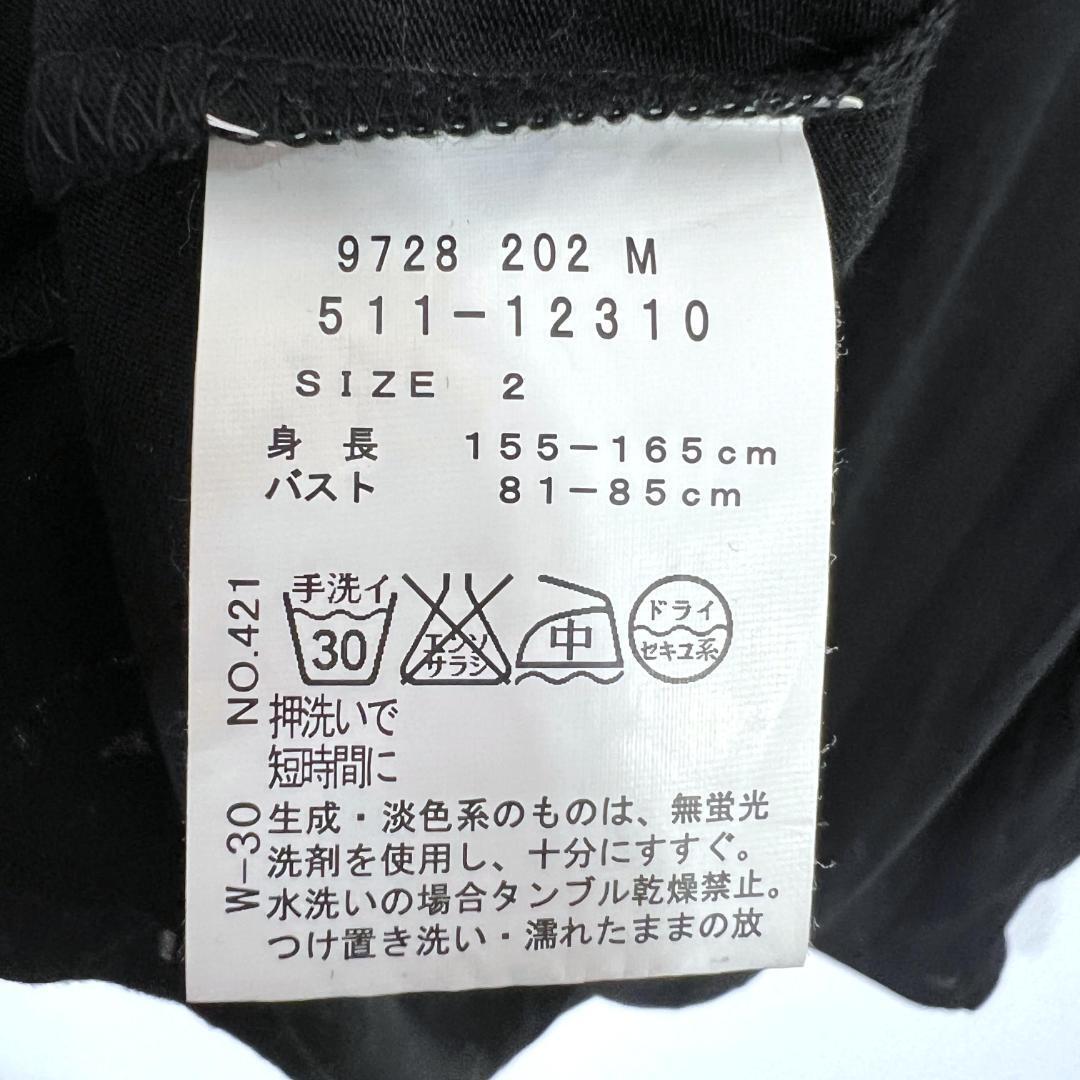 9728 202 M
511-12310
SIZE 2
身長 155-165cm
バスト 81-85cm
NO.421
手洗イ
30
エンソ
サラシ
中
ドライ
セキユ系
押洗いで
短時間に
W-30
生成・淡色系のものは、無蛍光
洗剤を使用し、十分にすすぐ。
水洗いの場合タンブル乾燥禁止。
つけ置き洗い・濡れたままの放